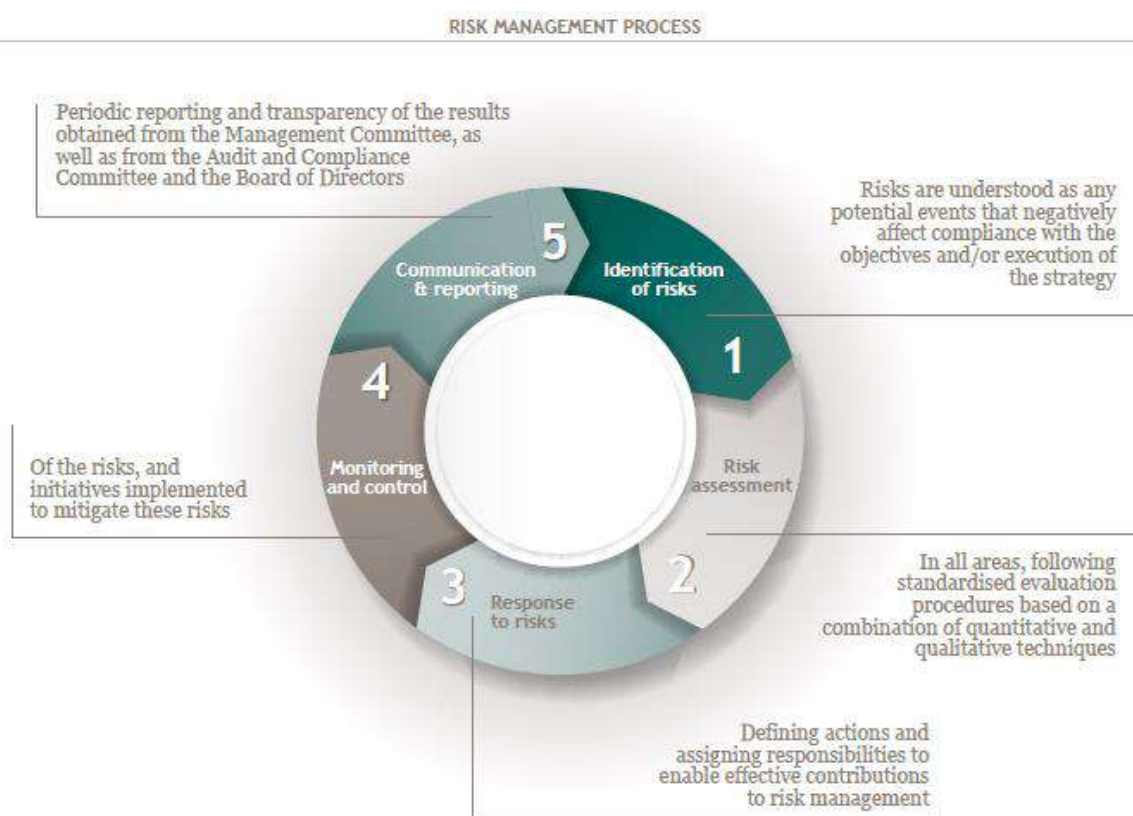 RISK MANAGEMENT PROCESS
Periodic reporting and transparency of the results
obtained from the Management Committee, as
well as from the Audit and Compliance
Committee and the Board of Directors
Risks are understood as any
potential events that negatively
affect compliance with the
objectives and/or execution of
the strategy
5
Communication
& reporting
Identification
of risks
1
4
Monitoring
and control
Of the risks, and
initiatives implemented
to mitigate these risks
Risk
assessment
2
In all areas, following
standardised evaluation
procedures based on a
combination of quantitative and
qualitative techniques
3
Response
to risks
Defining actions and
assigning responsibilities to
enable effective contributions
to risk management